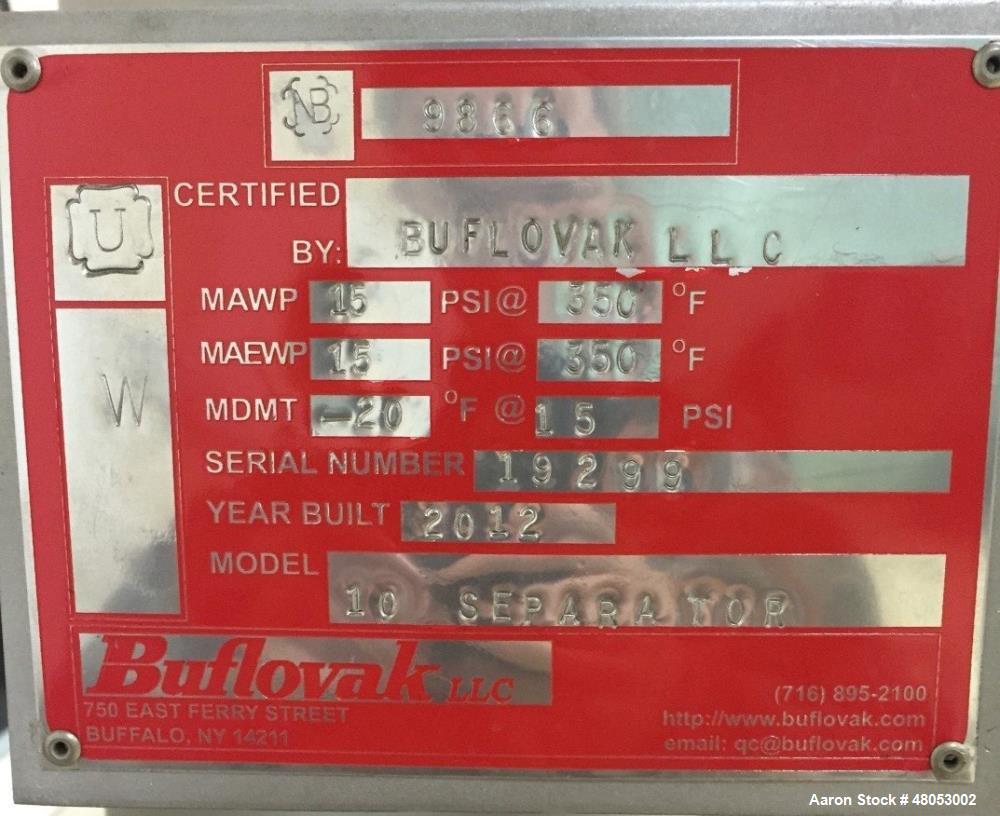 NB 9866
U
CERTIFIED
BY: BUFLOVAK LLC
MAWP 15 PSI@ 350 °F
MAEWP 15 PSI@ 350 °F
W
MDMT -20 °F @ 15 PSI
SERIAL NUMBER 19299
YEAR BUILT 2012
MODEL
10 SEPARATOR
Buflovak LLC
750 EAST FERRY STREET
BUFFALO, NY 14211
(716) 895-2100
http://www.buflovak.com
email: qc@buflovak.com
Aaron Stock # 48053002